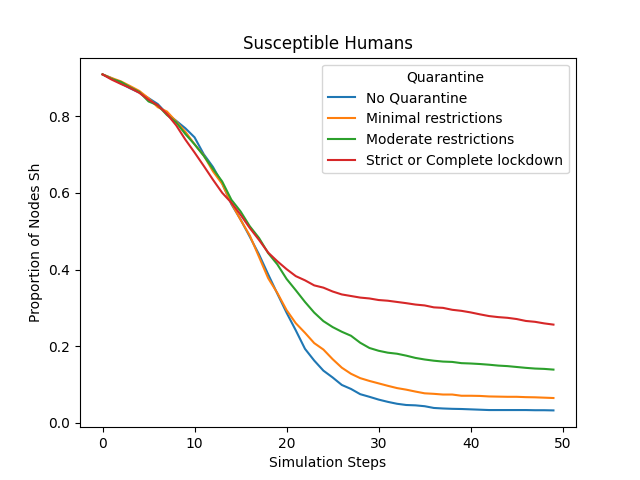 Susceptible Humans
Quarantine
No Quarantine
Minimal restrictions
Moderate restrictions
Strict or Complete lockdown
Proportion of Nodes Sh
0.8
0.6
0.4
0.2
0.0
0 10 20 30 40 50
Simulation Steps